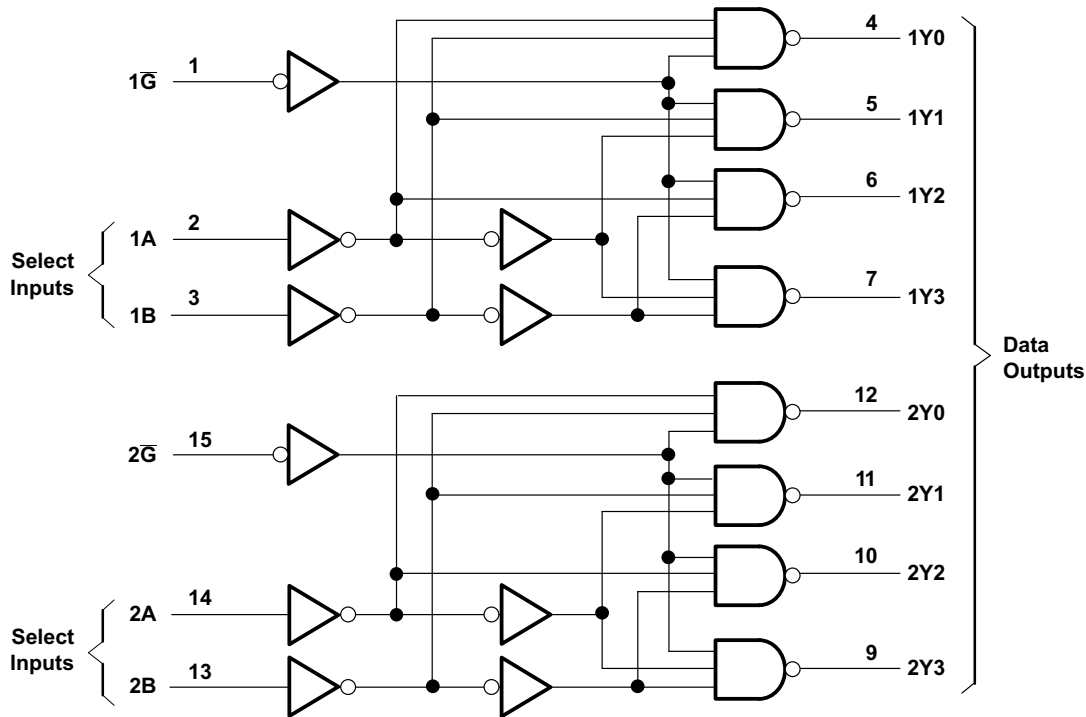 4
1Y0
1G̅
1
5
1Y1
6
1Y2
Select
Inputs
1A
2
1B
3
7
1Y3
Data
Outputs
12
2Y0
2G̅
15
11
2Y1
10
2Y2
Select
Inputs
2A
14
2B
13
9
2Y3